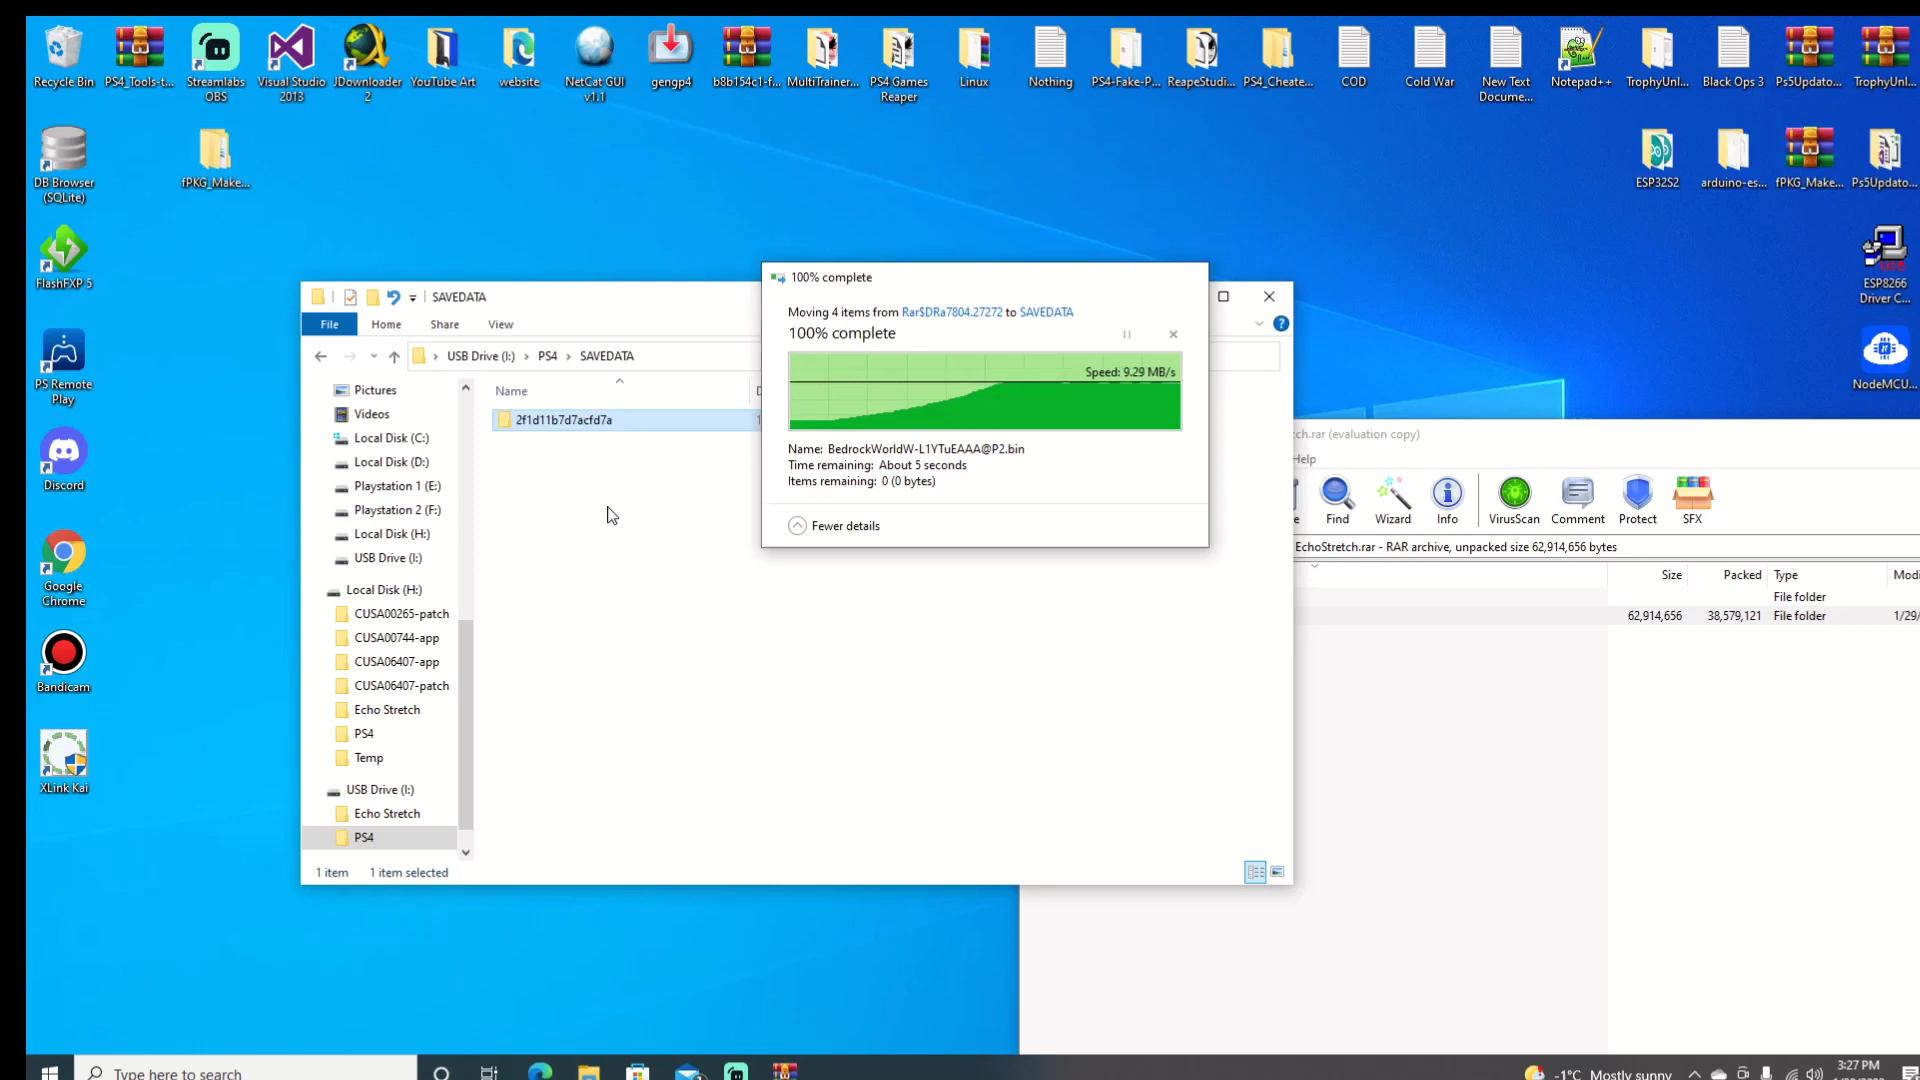 Recycle Bin
PS4_Tools-t...
Streamlabs OBS
Visual Studio 2013
JDownloader 2
YouTube Art
website
NetCat GUI v1.1
gengp4
b8b154c1-f...
MultiTrainer...
PS4 Games Reaper
Linux
Nothing
PS4-Fake-P...
ReapeStudi...
PS4_Cheate...
COD
Cold War
New Text Docume...
Notepad++
TrophyUnl...
Black Ops 3
Ps5Updato...
TrophyUnl...
DB Browser (SQLite)
fPKG_Make...
ESP32S2
arduino-es...
fPKG_Make...
Ps5Updato...
FlashFXP 5
ESP8266 Driver C...
PS Remote Play
NodeMCU...
Discord
Google Chrome
Bandicam
XLink Kai
SAVEDATA
File Home Share View
USB Drive (I:) > PS4 > SAVEDATA
Name
2f1d11b7d7acfd7a
Pictures
Videos
Local Disk (C:)
Local Disk (D:)
Playstation 1 (E:)
Playstation 2 (F:)
Local Disk (H:)
USB Drive (I:)
Local Disk (H:)
CUSA00265-patch
CUSA00744-app
CUSA06407-app
CUSA06407-patch
Echo Stretch
PS4
Temp
USB Drive (I:)
Echo Stretch
PS4
1 item 1 item selected
100% complete
Moving 4 items from Rar$DRa7804.27272 to SAVEDATA
100% complete
Speed: 9.29 MB/s
Name: BedrockWorldW-L1YTuEAAA@P2.bin
Time remaining: About 5 seconds
Items remaining: 0 (0 bytes)
Fewer details
ch.rar (evaluation copy)
Help
Find
Wizard
Info
VirusScan
Comment
Protect
SFX
EchoStretch.rar - RAR archive, unpacked size 62,914,656 bytes
Size Packed Type Modi
File folder
62,914,656 38,579,121 File folder 1/29/
Type here to search
-1°C Mostly sunny
3:27 PM